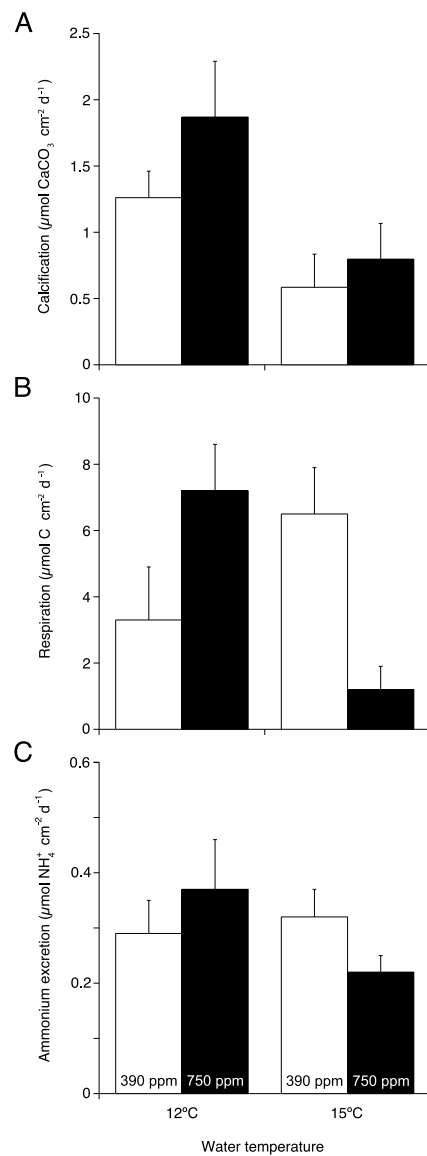 A
Calcification (µmol CaCO₃ cm⁻² d⁻¹)
2.5
2
1.5
1
0.5
0
B
Respiration (µmol C cm⁻² d⁻¹)
10
8
6
4
2
0
C
Ammonium excretion (µmol NH₄⁺ cm⁻² d⁻¹)
0.6
0.4
0.2
0
390 ppm 750 ppm 390 ppm 750 ppm
12ºC 15ºC
Water temperature